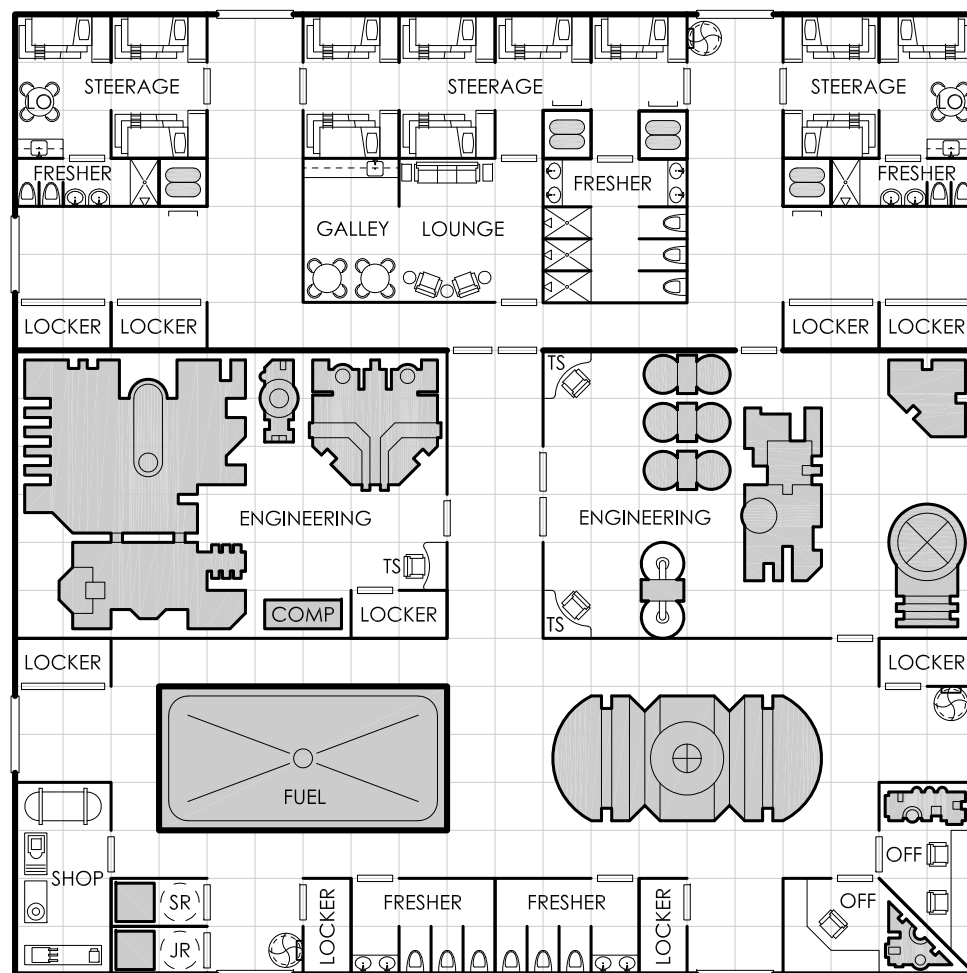 STEERAGE
STEERAGE
STEERAGE
FRESHER
FRESHER
FRESHER
GALLEY
LOUNGE
LOCKER
LOCKER
LOCKER
LOCKER
TS
ENGINEERING
ENGINEERING
TS
COMP
LOCKER
TS
LOCKER
LOCKER
FUEL
SHOP
OFF
SR
LOCKER
FRESHER
FRESHER
LOCKER
OFF
JR